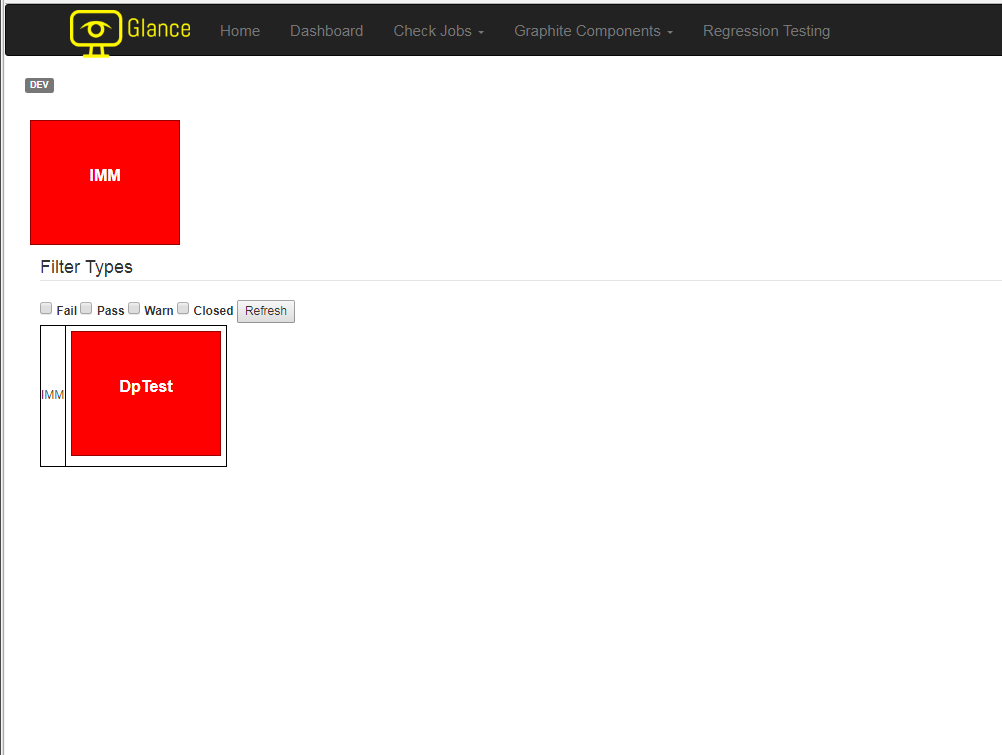 Glance Home Dashboard Check Jobs Graphite Components Regression Testing
DEV
IMM
Filter Types
Fail Pass Warn Closed Refresh
IMM DpTest